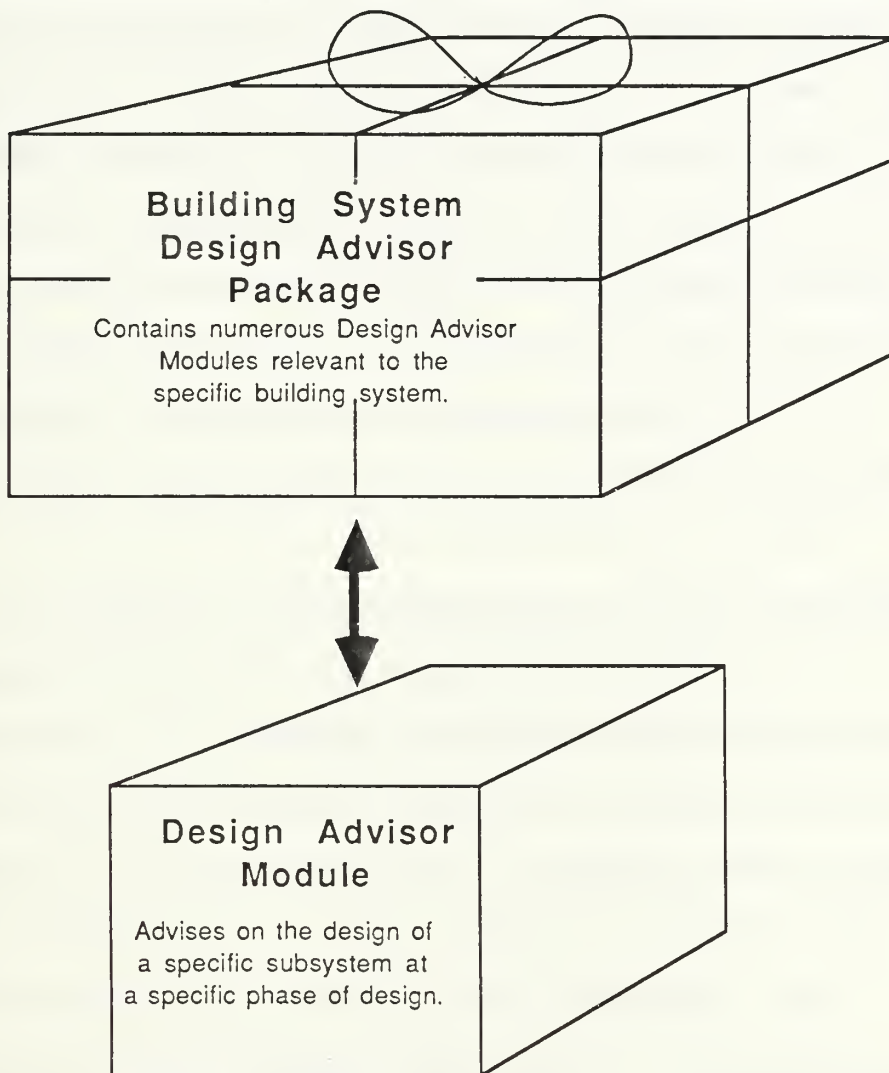 Building System
Design Advisor
Package
Contains numerous Design Advisor
Modules relevant to the
specific building system.
Design Advisor
Module
Advises on the design of
a specific subsystem at
a specific phase of design.